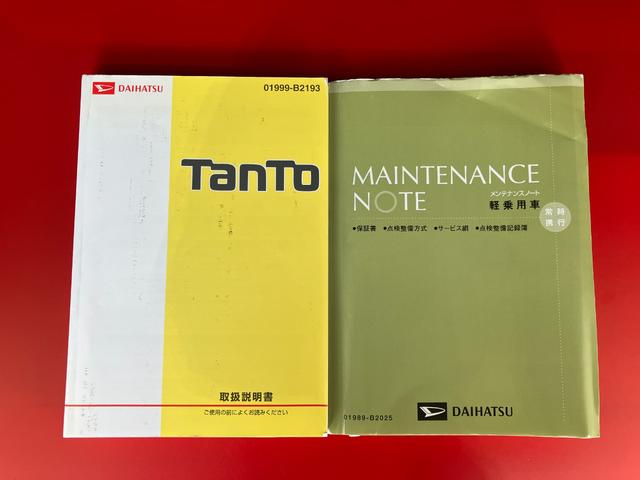 DAIHATSU
01999-B2193
TanTo
取扱説明書
ご使用の前によくお読みください
MAINTENANCE
NOTE
メンテナンスノート
軽乗用車
常時
携行
●保証書 ●点検整備方式 ●サービス網 ●点検整備記録簿
01989-B2025
DAIHATSU